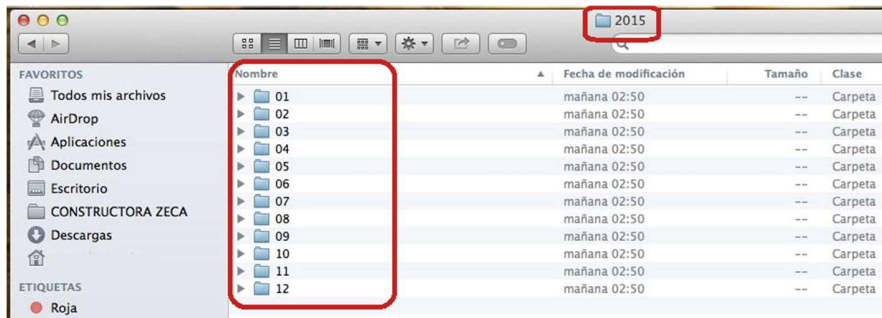 2015
FAVORITOS
Todos mis archivos
AirDrop
Aplicaciones
Documentos
Escritorio
CONSTRUCTORA ZECA
Descargas
ETIQUETAS
Roja
Nombre Fecha de modificación Tamaño Clase
01 mañana 02:50 -- Carpeta
02 mañana 02:50 -- Carpeta
03 mañana 02:50 -- Carpeta
04 mañana 02:50 -- Carpeta
05 mañana 02:50 -- Carpeta
06 mañana 02:50 -- Carpeta
07 mañana 02:50 -- Carpeta
08 mañana 02:50 -- Carpeta
09 mañana 02:50 -- Carpeta
10 mañana 02:50 -- Carpeta
11 mañana 02:50 -- Carpeta
12 mañana 02:50 -- Carpeta